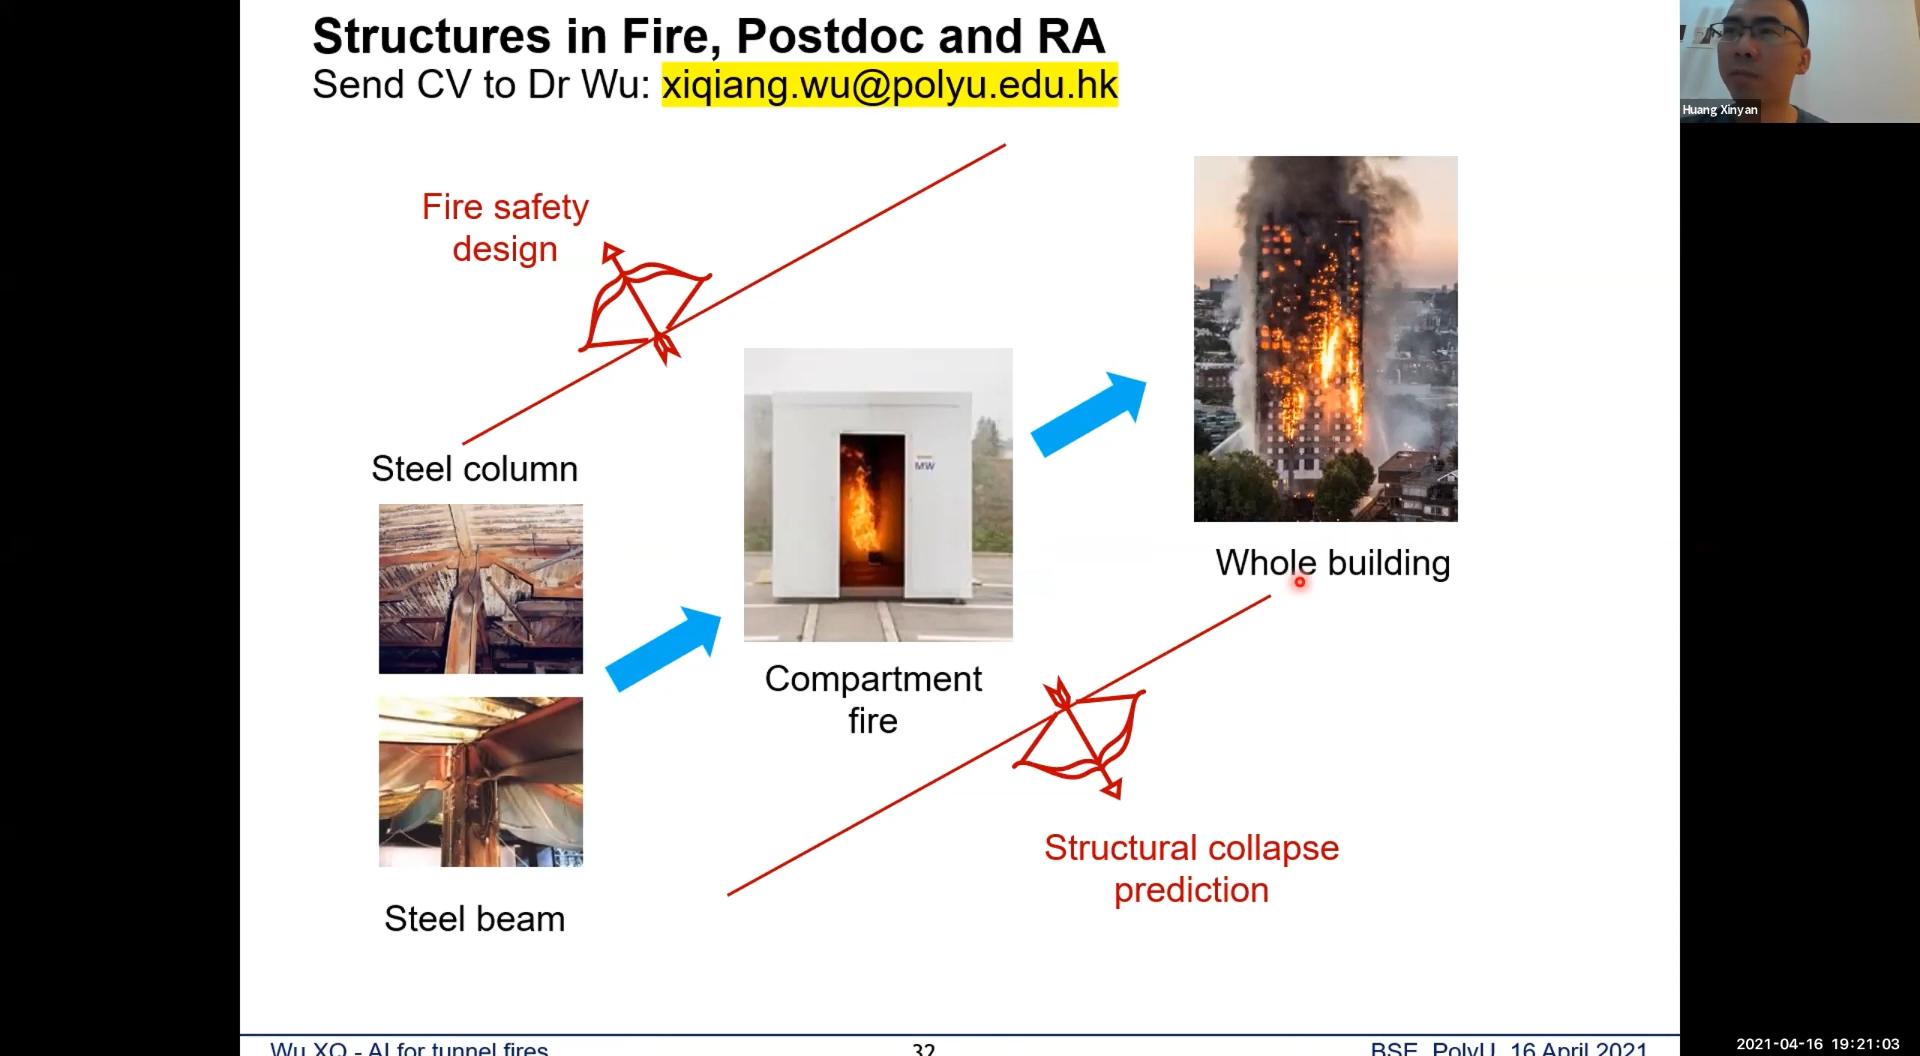 Structures in Fire, Postdoc and RA
Send CV to Dr Wu: xiqiang.wu@polyu.edu.hk
Huang Xinyan
Fire safety
design
Steel column
MW
Whole building
Compartment
fire
Structural collapse
prediction
Steel beam
Wu XQ - AI for tunnel fires
32
BSE, PolyU, 16 April 2021
2021-04-16 19:21:03